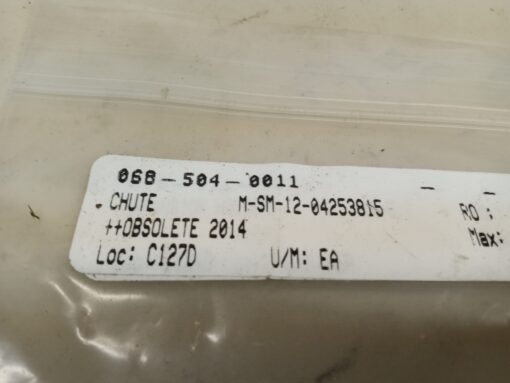 068-504-0011 - -
CHUTE M-SM-12-04253815 RO:
++OBSOLETE 2014 Max:
Loc: C127D U/M: EA